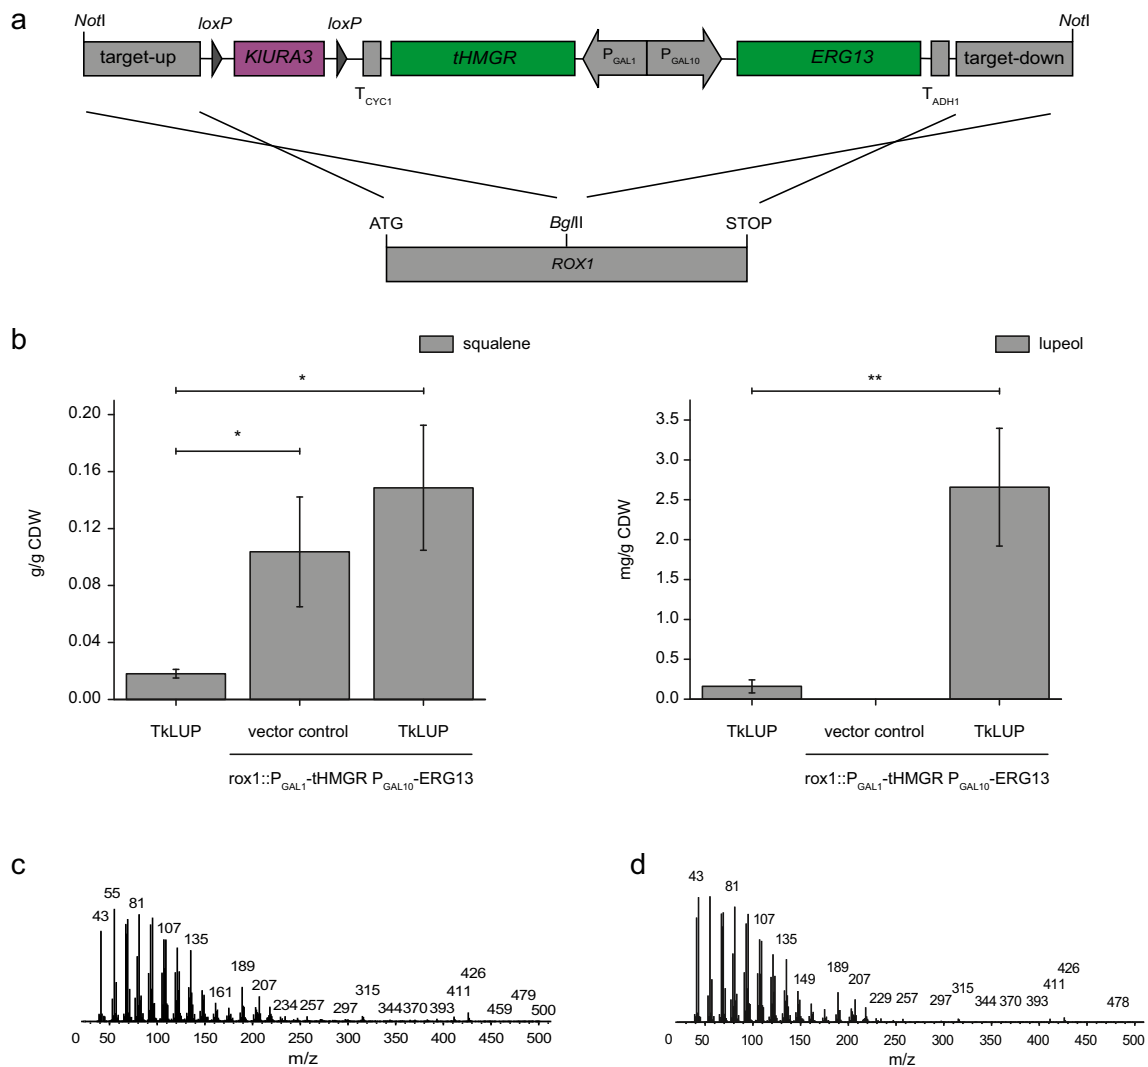 a
NotI loxP loxP NotI
target-up KlURA3 tHMGR PGAL1 PGAL10 ERG13 target-down
TCYC1 TADH1
ATG BglII STOP
ROX1
b
squalene
* *
0.20
0.16
0.12
0.08
0.04
0.00
g/g CDW
TkLUP vector control TkLUP
rox1::PGAL1-tHMGR PGAL10-ERG13
lupeol
**
3.5
3.0
2.5
2.0
1.5
1.0
0.5
0.0
mg/g CDW
TkLUP vector control TkLUP
rox1::PGAL1-tHMGR PGAL10-ERG13
c
43 55 81 107 135 161 189 207 234 257 297 315 344 370 393 411 426 459 479 500
0 50 100 150 200 250 300 350 400 450 500
m/z
d
43 81 107 135 149 189 207 229 257 297 315 344 370 393 411 426 478
0 50 100 150 200 250 300 350 400 450 500
m/z